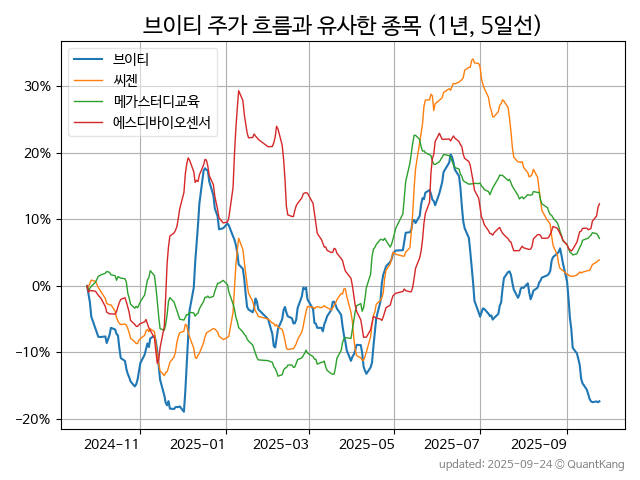 브이티 주가 흐름과 유사한 종목 (1년, 5일선)
브이티
씨젠
메가스터디교육
에스디바이오센서
30%
20%
10%
0%
−10%
−20%
2024-11
2025-01
2025-03
2025-05
2025-07
2025-09
updated: 2025-09-24 © QuantKang